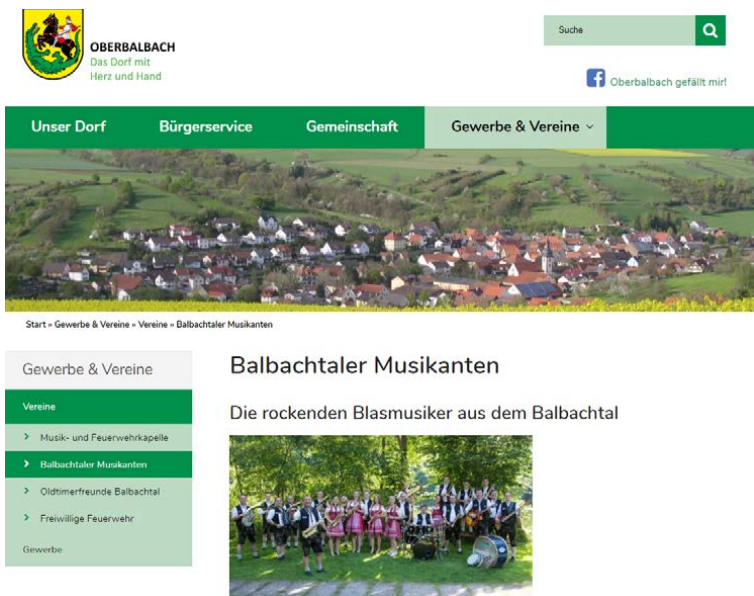 OBERBALBACH
Das Dorf mit
Herz und Hand
Suche
Oberbalbach gefällt mir!
Unser Dorf
Bürgerservice
Gemeinschaft
Gewerbe & Vereine
Start » Gewerbe & Vereine » Vereine » Balbachtaler Musikanten
Gewerbe & Vereine
Vereine
Musik- und Feuerwehrkapelle
Balbachtaler Musikanten
Oldtimerfreunde Balbachtal
Freiwillige Feuerwehr
Gewerbe
Balbachtaler Musikanten
Die rockenden Blasmusiker aus dem Balbachtal